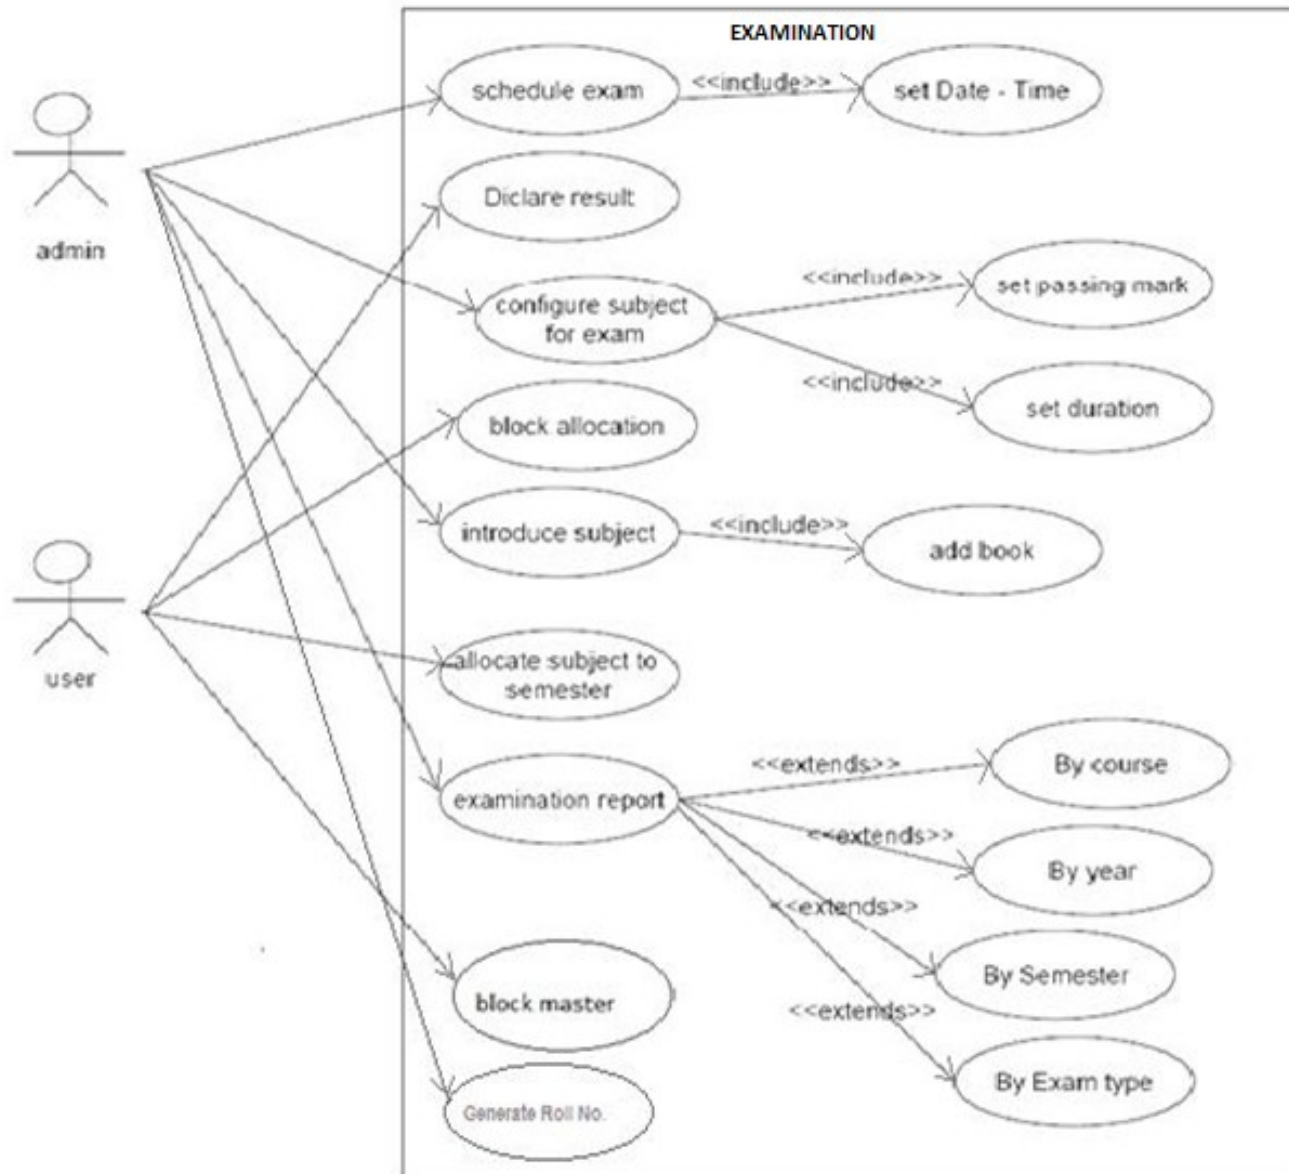 EXAMINATION
schedule exam
<<include>>
set Date - Time
admin
Diclare result
configure subject
for exam
<<include>>
set passing mark
<<include>>
set duration
block allocation
introduce subject
<<include>>
add book
user
allocate subject to
semester
examination report
<<extends>>
By course
<<extends>>
By year
<<extends>>
By Semester
<<extends>>
By Exam type
block master
Generate Roll No.